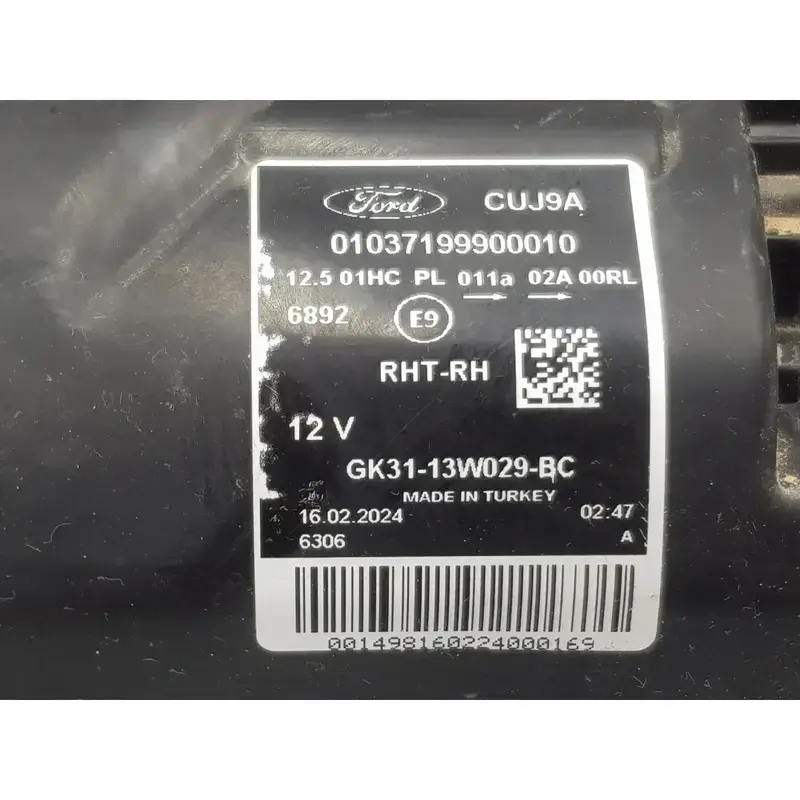 Ford CUJ9A
01037199900010
12.5 01HC PL 011a 02A 00RL
6892 E9
RHT-RH
12 V
GK31-13W029-BC
MADE IN TURKEY
16.02.2024 02:47
6306 A
001498160224000169